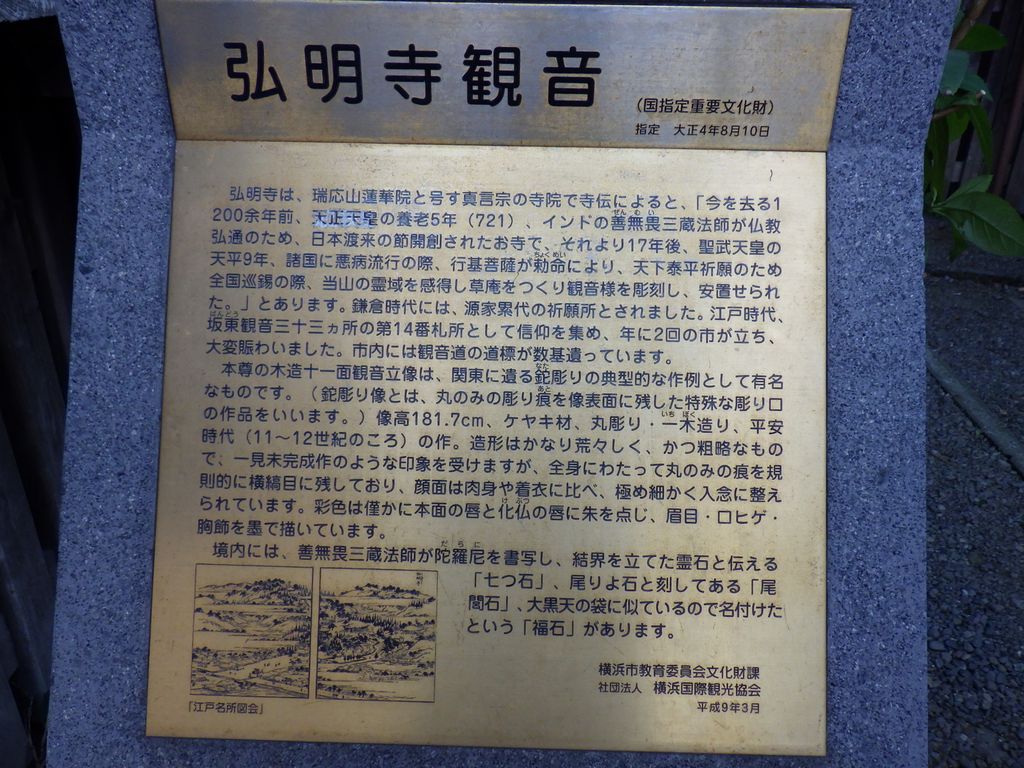 弘明寺観音
(国指定重要文化財)
指定 大正4年8月10日
弘明寺は、瑞応山蓮華院と号す真言宗の寺院で寺伝によると、「今を去る1
200余年前、天正天皇の養老5年(721)、インドの善無畏三蔵法師が仏教
弘通のため、日本渡来の節開創されたお寺で、それより17年後、聖武天皇の
天平9年、諸国に悪病流行の際、行基菩薩が勅命により、天下泰平祈願のため
全国巡錫の際、当山の霊域を感得し草庵をつくり観音様を彫刻し、安置せられ
た。」とあります。鎌倉時代には、源家累代の祈願所とされました。江戸時代、
坂東観音三十三ヵ所の第14番札所として信仰を集め、年に2回の市が立ち、
大変賑わいました。市内には観音道の道標が数基遺っています。
本尊の木造十一面観音立像は、関東に遺る鉈彫りの典型的な作例として有名
なものです。(鉈彫り像とは、丸のみの彫り痕を像表面に残した特殊な彫り口
の作品をいいます。)像高181.7cm、ケヤキ材、丸彫り・一木造り、平安
時代(11〜12世紀のころ)の作。造形はかなり荒々しく、かつ粗略なもの
で、一見未完成作のような印象を受けますが、全身にわたって丸のみの痕を規
則的に横縞目に残しており、顔面は肉身や着衣に比べ、極め細かく入念に整え
られています。彩色は僅かに本面の唇と化仏の唇に朱を点じ、眉目・口ヒゲ・
胸飾を墨で描いています。
境内には、善無畏三蔵法師が陀羅尼を書写し、結界を立てた霊石と伝える
「七つ石」、尾りよ石と刻してある「尾
閭石」、大黒天の袋に似ているので名付けた
という「福石」があります。
「江戸名所図会」
横浜市教育委員会文化財課
社団法人 横浜国際観光協会
平成9年3月